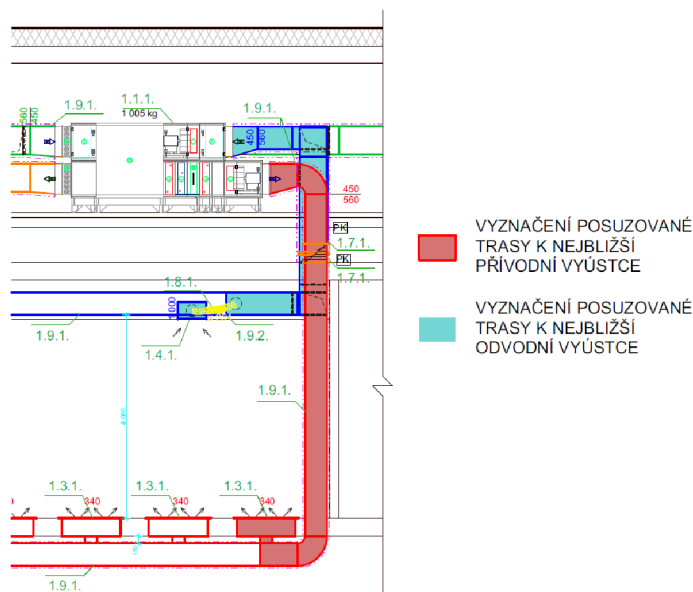 1.9.1.
1.1.1.
1 005 kg
1.9.1.
560
450
450
560
450
560
PK
1.7.1.
PK
1.7.1.
1.8.1.
1.000
1.9.1.
1.4.1.
1.9.2.
1.9.1.
1.3.1.
340
1.3.1.
340
1.3.1.
340
1.9.1.
VYZNAČENÍ POSUZOVANÉ
TRASY K NEJBLIŽŠÍ
PŘÍVODNÍ VYÚSTCE
VYZNAČENÍ POSUZOVANÉ
TRASY K NEJBLIŽŠÍ
ODVODNÍ VYÚSTCE